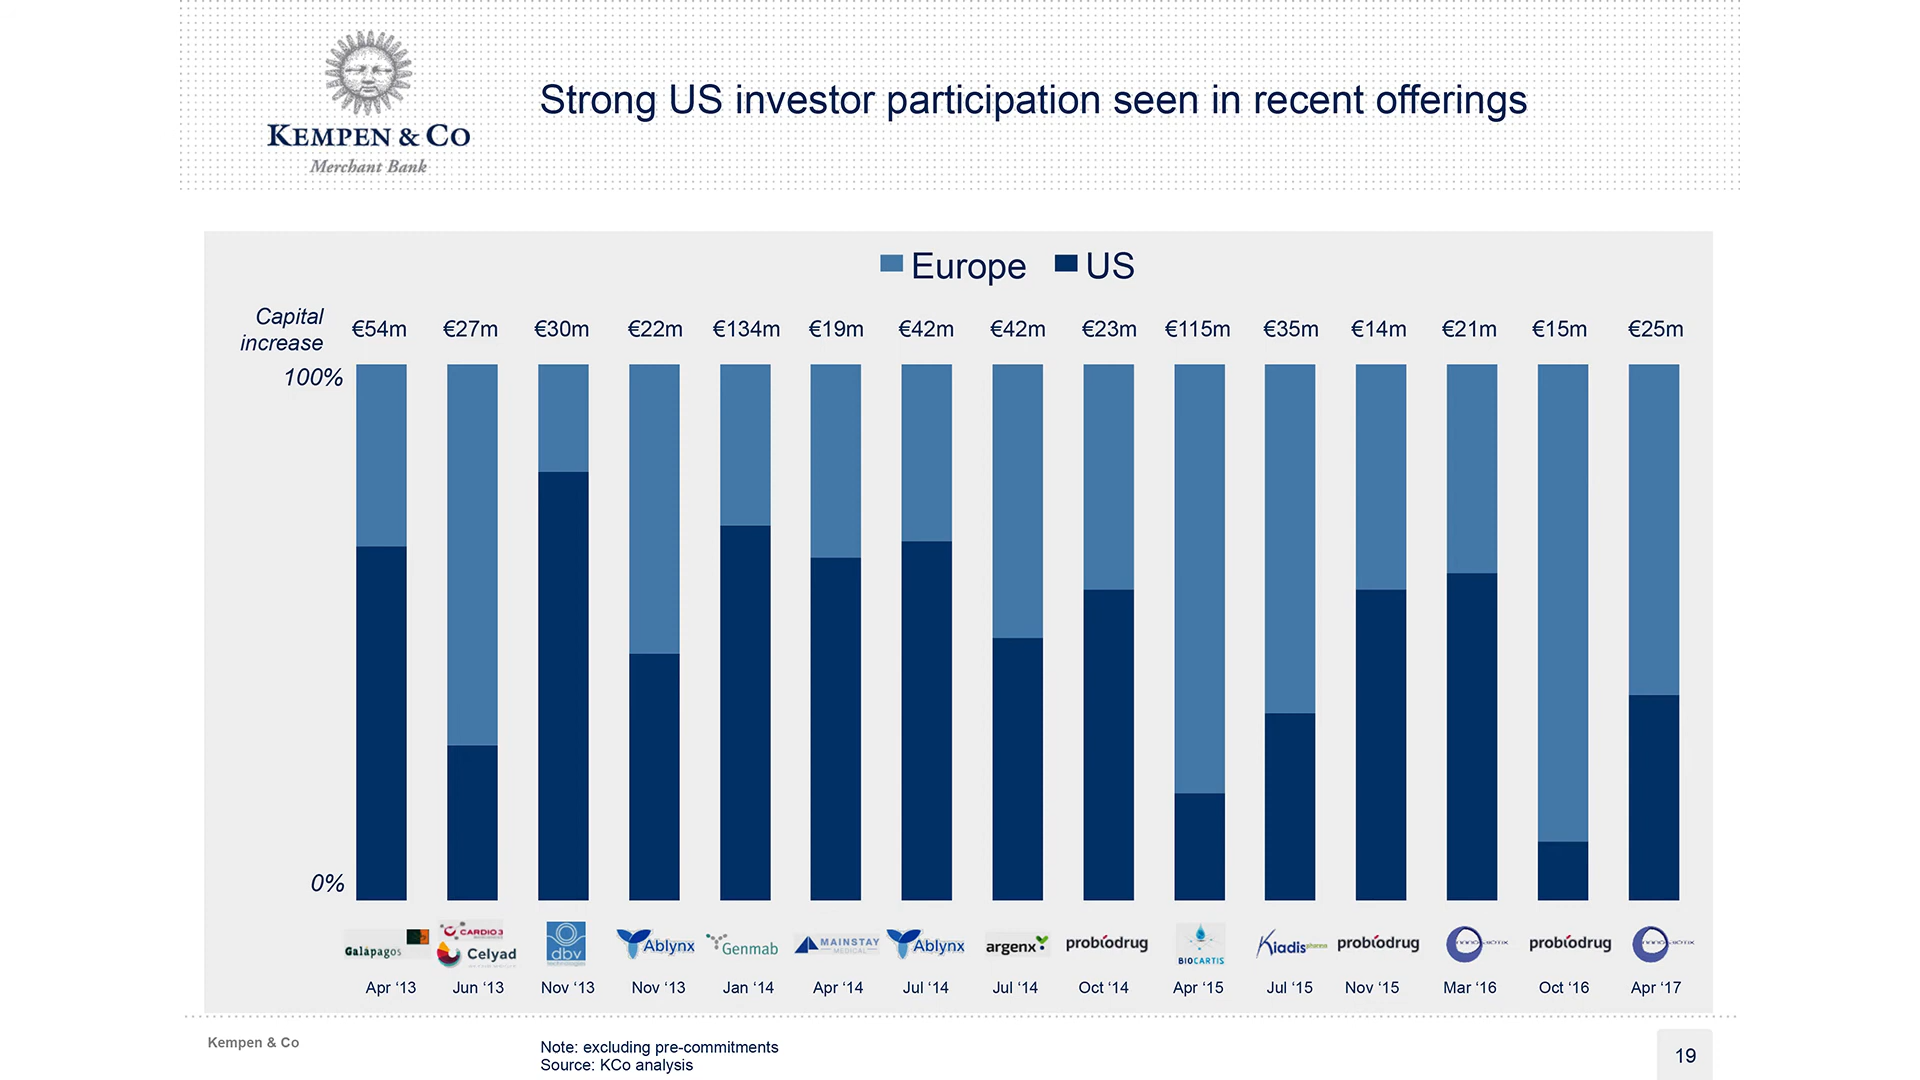 KEMPEN & CO
Merchant Bank
Strong US investor participation seen in recent offerings
Europe US
Capital increase
€54m €27m €30m €22m €134m €19m €42m €42m €23m €115m €35m €14m €21m €15m €25m
100%
0%
Galapagos CARDIO3 Celyad dbv Ablynx Genmab MAINSTAY MEDICAL Ablynx argenx probiodrug BIOCARTIS Kiadis pharma probiodrug probiodrug
Apr ‘13 Jun ‘13 Nov ‘13 Nov ‘13 Jan ‘14 Apr ‘14 Jul ‘14 Jul ‘14 Oct ‘14 Apr ‘15 Jul ‘15 Nov ‘15 Mar ‘16 Oct ‘16 Apr ‘17
Kempen & Co
Note: excluding pre-commitments
Source: KCo analysis
19